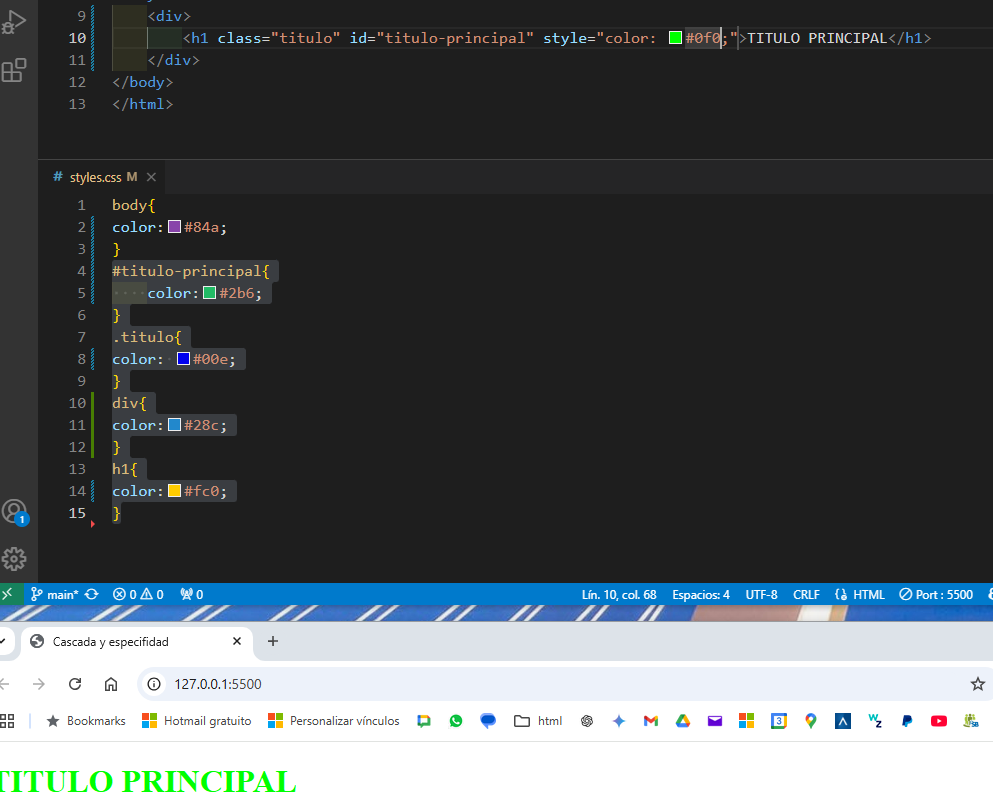 9 <div>
10 <h1 class="titulo" id="titulo-principal" style="color: #0f0;">TITULO PRINCIPAL</h1>
11 </div>
12 </body>
13 </html>
# styles.css M ×
1 body{
2 color: #84a;
3 }
4 #titulo-principal{
5 ····color: #2b6;
6 }
7 .titulo{
8 color: · #00e;
9 }
10 div{
11 color: #28c;
12 }
13 h1{
14 color: #fc0;
15 }
1
main* 0 0 0 Lín. 10, col. 68 Espacios: 4 UTF-8 CRLF HTML Port : 5500
Cascada y especifidad × +
127.0.0.1:5500
Bookmarks Hotmail gratuito Personalizar vínculos html 3 Wz SB
TITULO PRINCIPAL